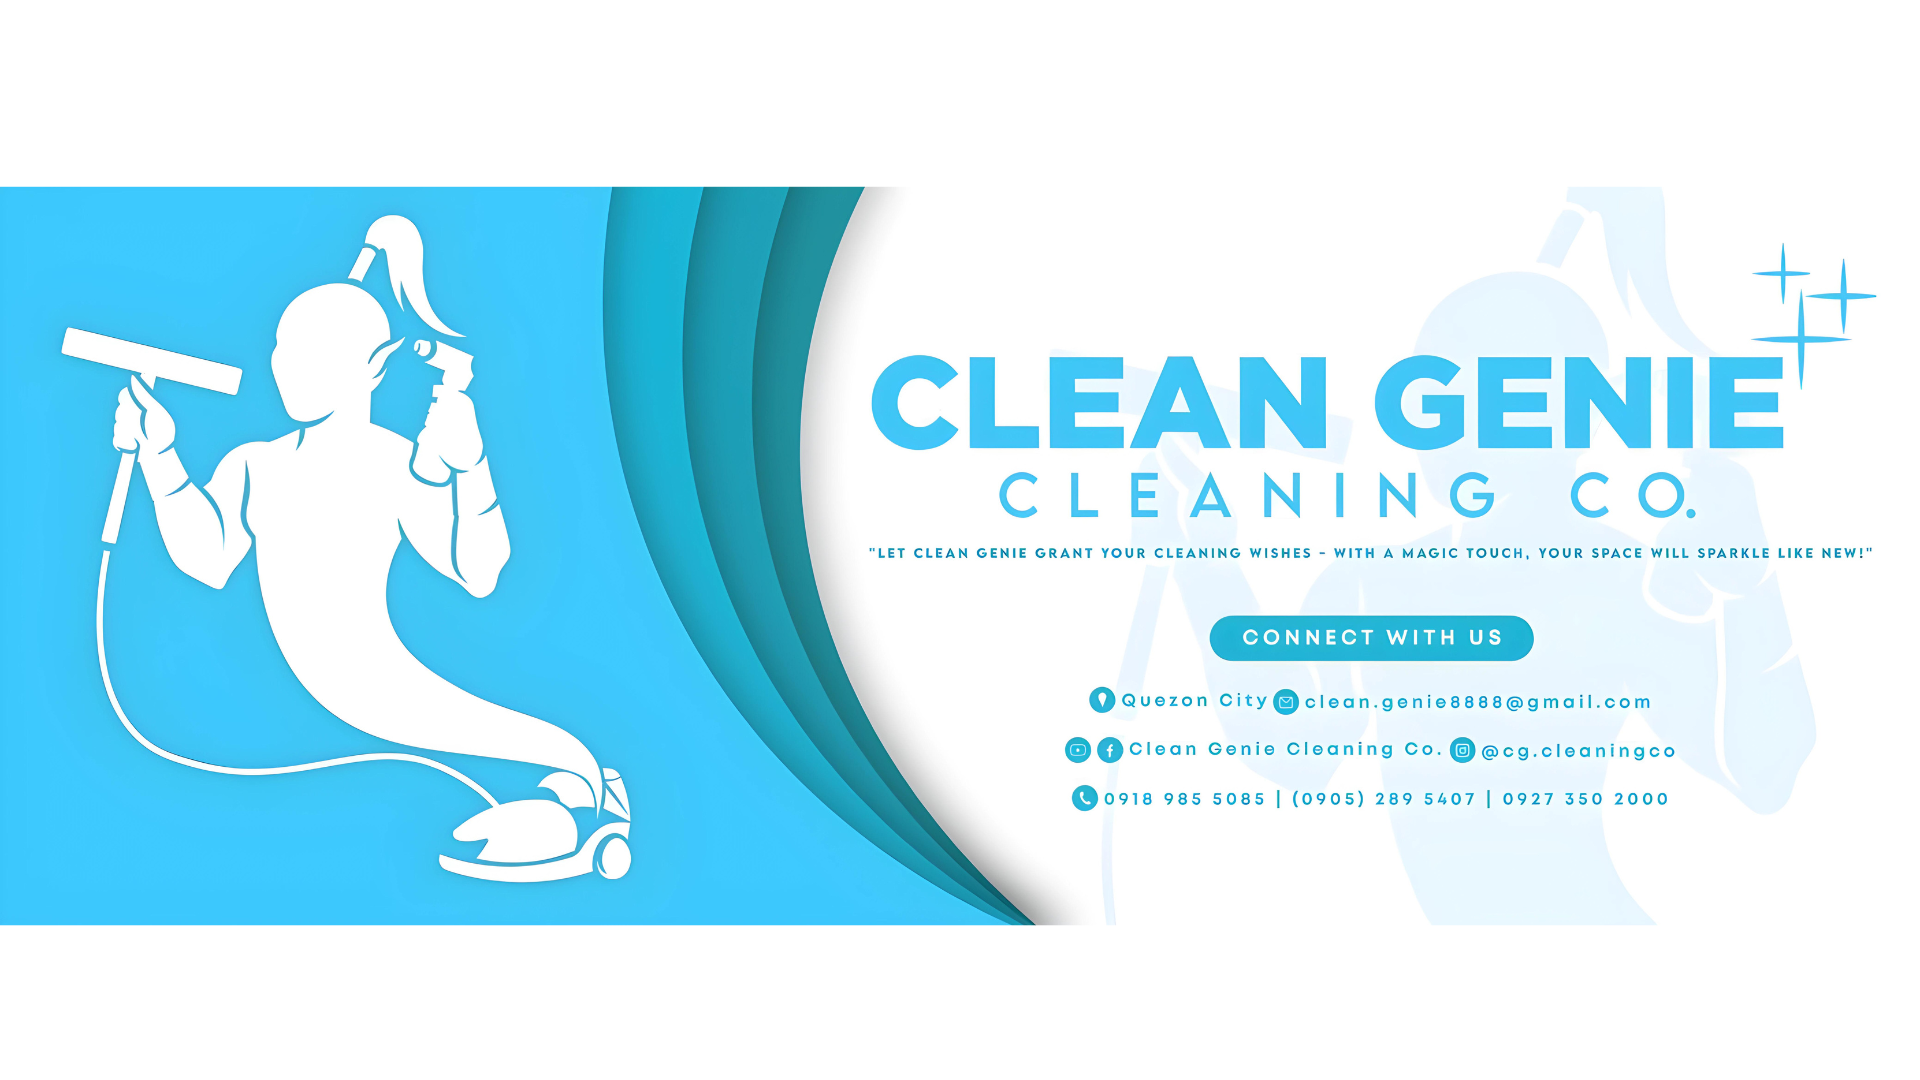 CLEAN GENIE
CLEANING CO.
"LET CLEAN GENIE GRANT YOUR CLEANING WISHES - WITH A MAGIC TOUCH, YOUR SPACE WILL SPARKLE LIKE NEW!"
CONNECT WITH US
Quezon City clean.genie8888@gmail.com
Clean Genie Cleaning Co. @cg.cleaningco
0918 985 5085 | (0905) 289 5407 | 0927 350 2000